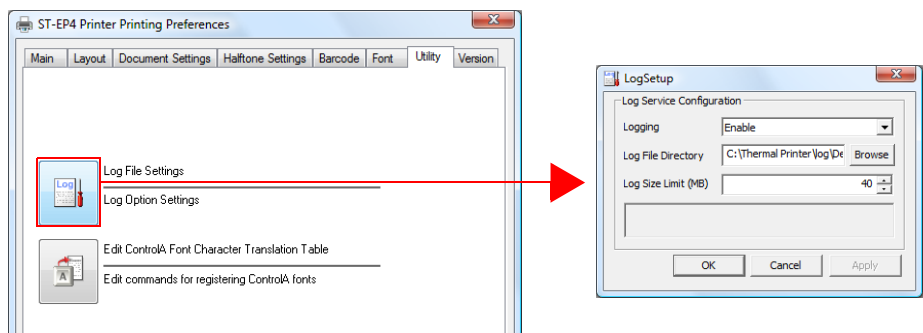 ST-EP4 Printer Printing Preferences
Main Layout Document Settings Halftone Settings Barcode Font Utility Version
Log File Settings
Log
Log Option Settings
Edit ControlA Font Character Translation Table
A
Edit commands for registering ControlA fonts
LogSetup
Log Service Configuration
Logging Enable
Log File Directory C:\Thermal Printer\log\De Browse
Log Size Limit (MB) 40
OK Cancel Apply